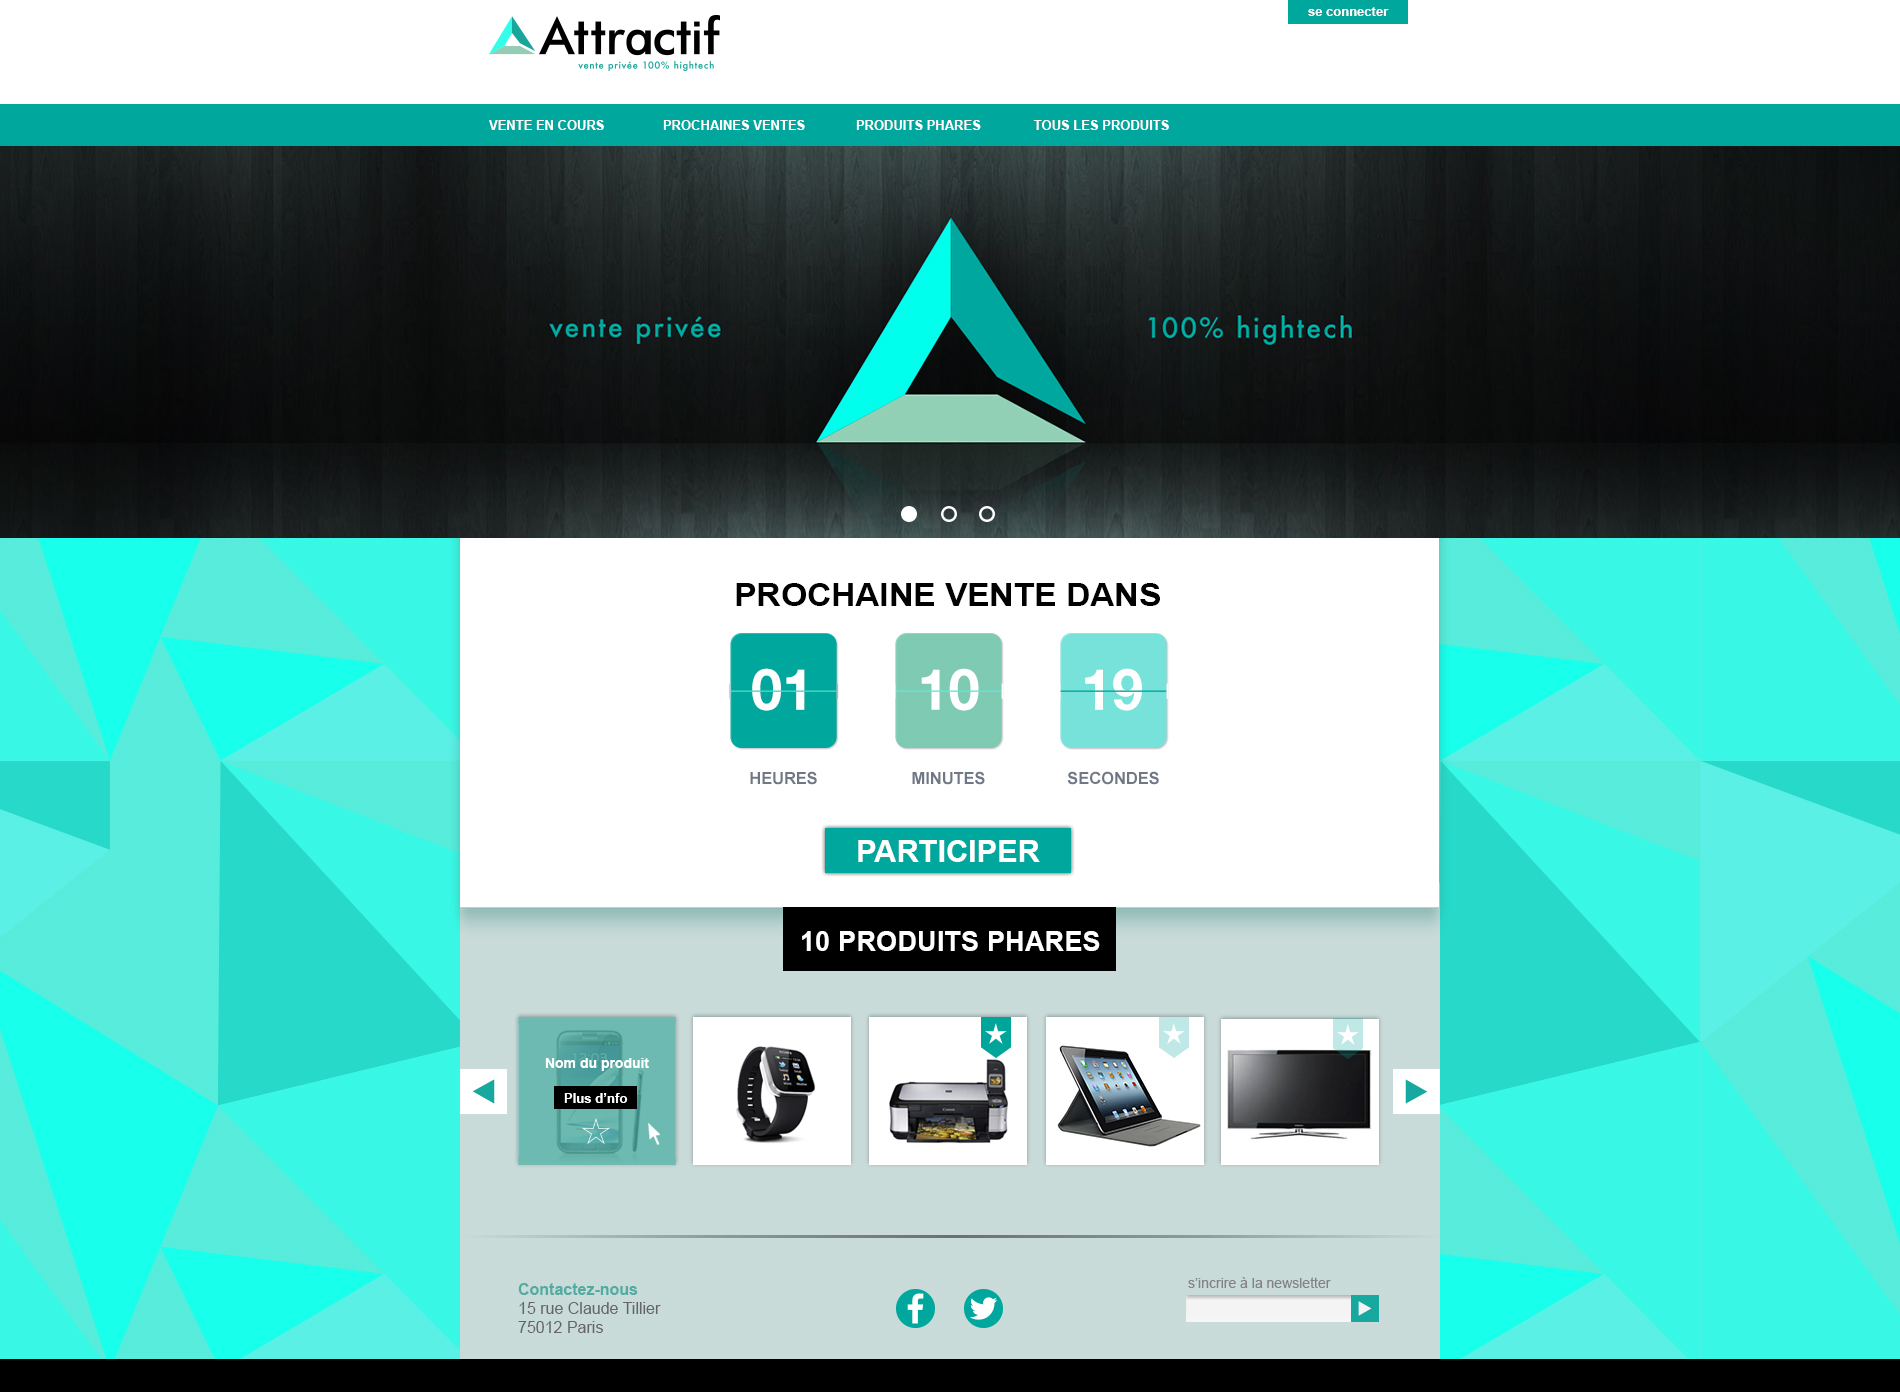 Attractif
vente privée 100% hightech
se connecter
VENTE EN COURS PROCHAINES VENTES PRODUITS PHARES TOUS LES PRODUITS
vente privée 100% hightech
PROCHAINE VENTE DANS
01 10 19
HEURES MINUTES SECONDES
PARTICIPER
10 PRODUITS PHARES
Nom du produit
Plus d’nfo
Contactez-nous
15 rue Claude Tillier
75012 Paris
s’incrire à la newsletter